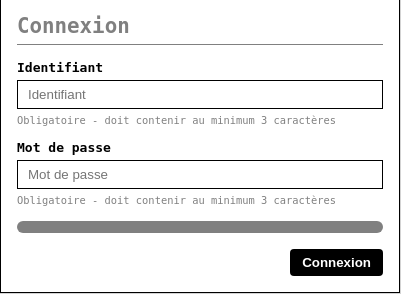 Connexion
Identifiant
Identifiant
Obligatoire - doit contenir au minimum 3 caractères
Mot de passe
Mot de passe
Obligatoire - doit contenir au minimum 3 caractères
Connexion